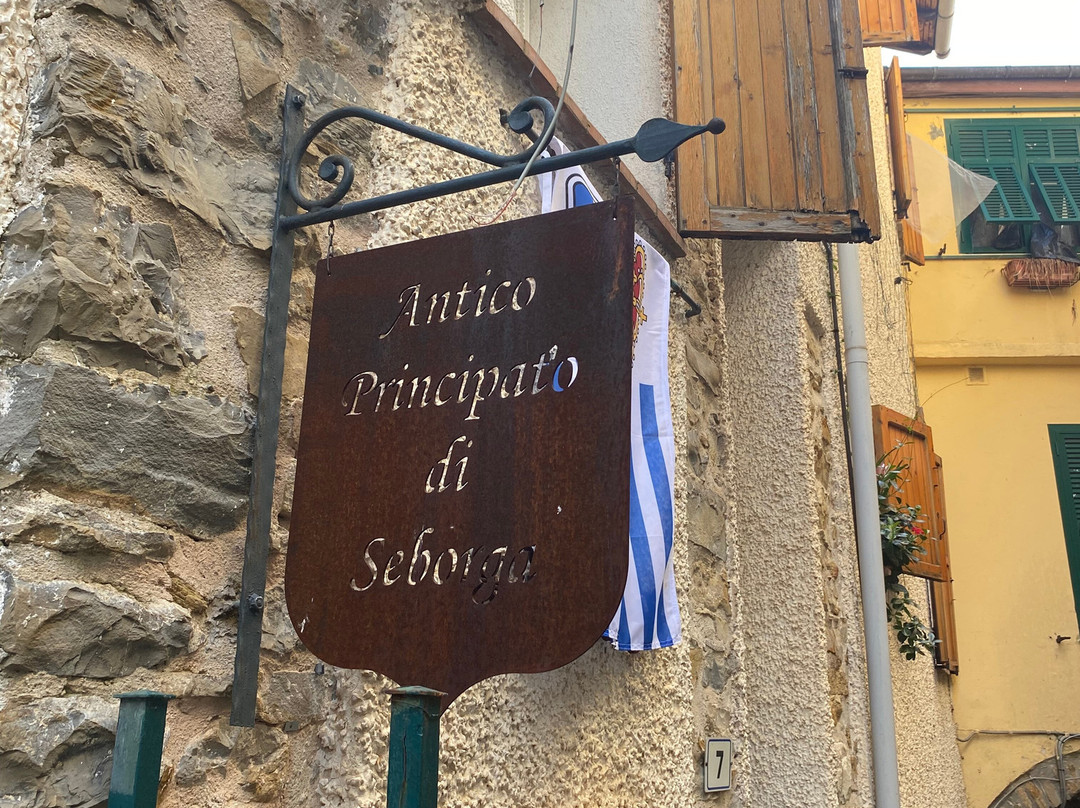 Antico
Principato
di
Seborga
7